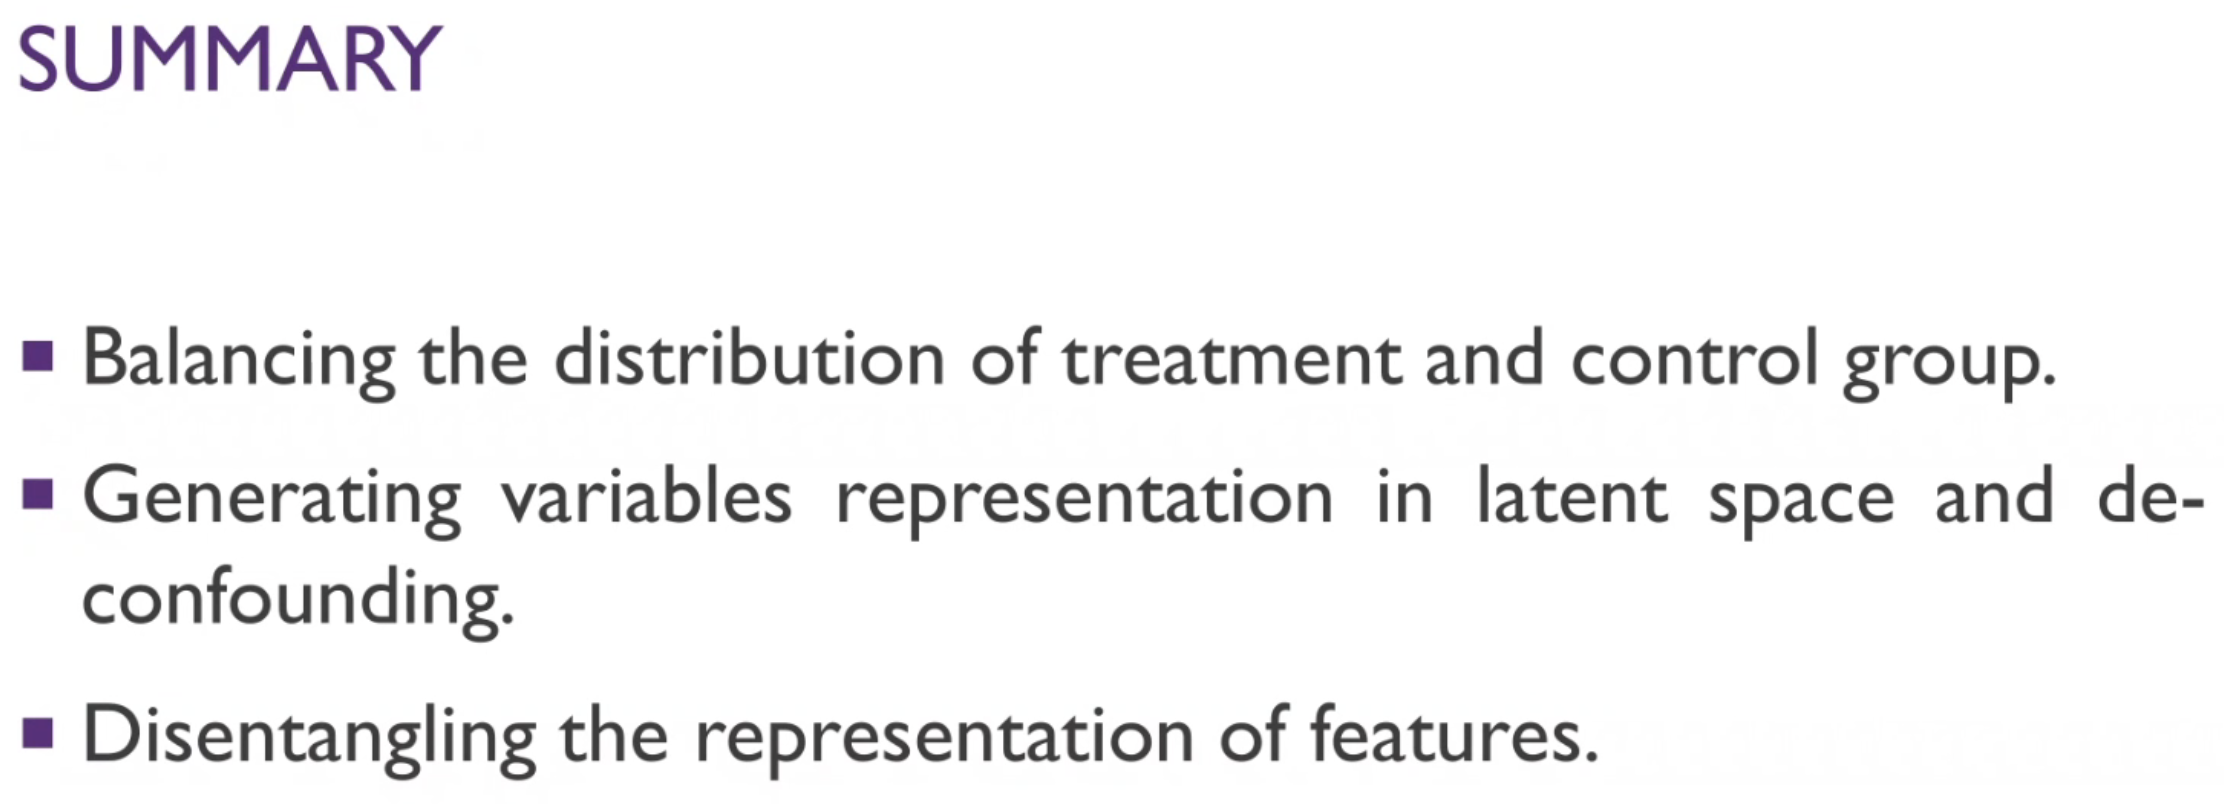 SUMMARY
▪ Balancing the distribution of treatment and control group.
▪ Generating variables representation in latent space and de-
confounding.
▪ Disentangling the representation of features.